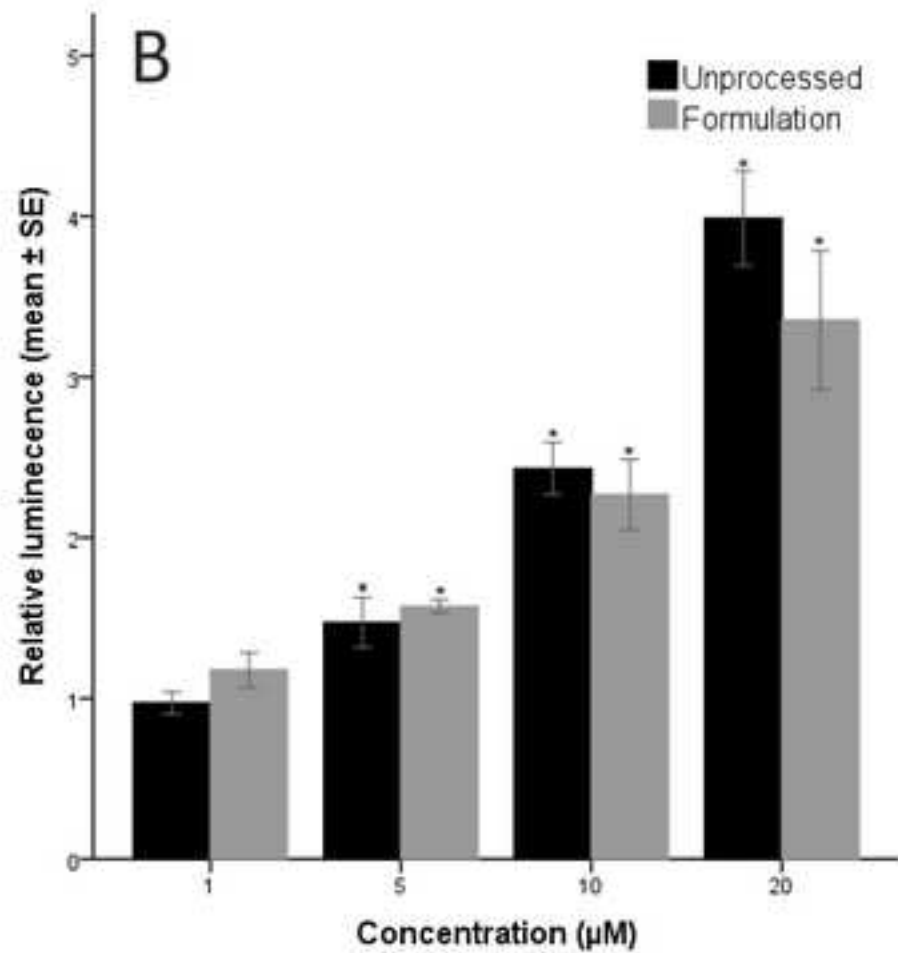 B
Unprocessed
Formulation
Relative luminecence (mean ± SE)
5
4
3
2
1
0
* * * * * *
1 5 10 20
Concentration (µM)